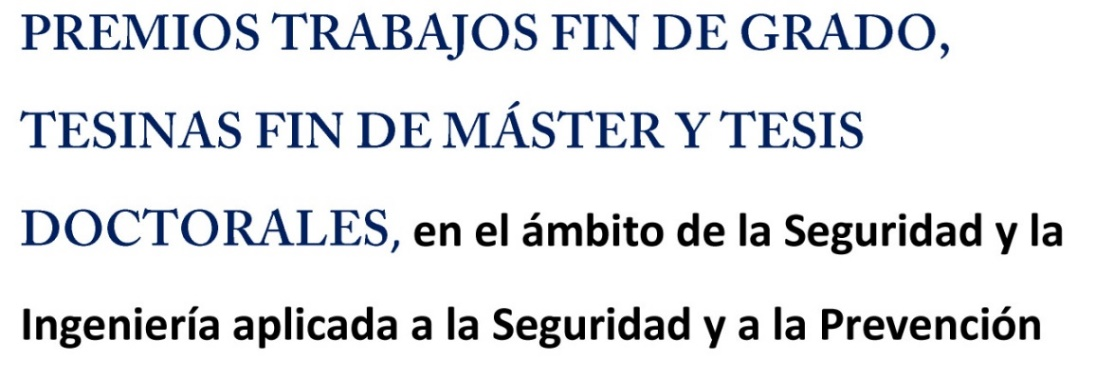 PREMIOS TRABAJOS FIN DE GRADO,
TESINAS FIN DE MÁSTER Y TESIS
DOCTORALES, en el ámbito de la Seguridad y la
Ingeniería aplicada a la Seguridad y a la Prevención